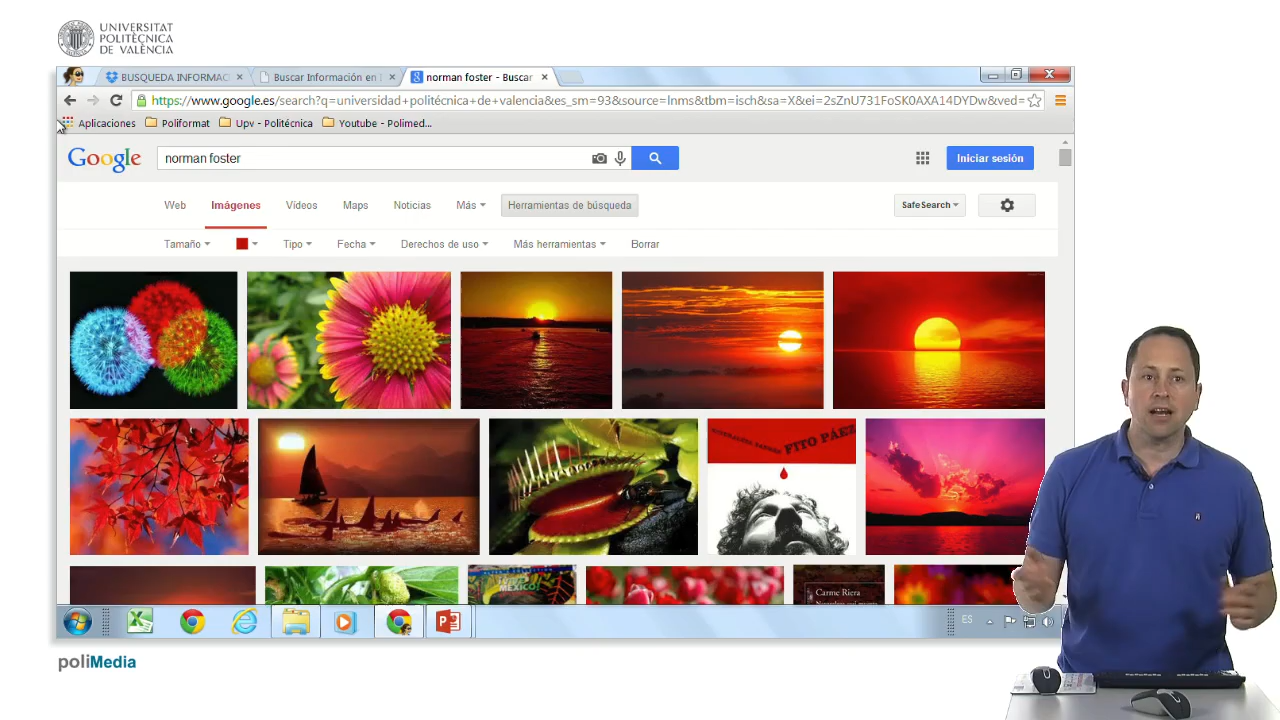 UNIVERSITAT
POLITÈCNICA
DE VALÈNCIA
BUSQUEDA INFORMAC
Buscar Información en I
norman foster - Buscar
https://www.google.es/search?q=universidad+politécnica+de+valencia&es_sm=93&source=lnms&tbm=isch&sa=X&ei=2sZnU731FoSK0AXA14DYDw&ved=
Aplicaciones
Poliformat
Upv - Politécnica
Youtube - Polimed...
Google
norman foster
Iniciar sesión
Web
Imágenes
Vídeos
Maps
Noticias
Más
Herramientas de búsqueda
SafeSearch
Tamaño
Tipo
Fecha
Derechos de uso
Más herramientas
Borrar
FITO PÁEZ
MEXICO!
Carme Riera
ES
poliMedia